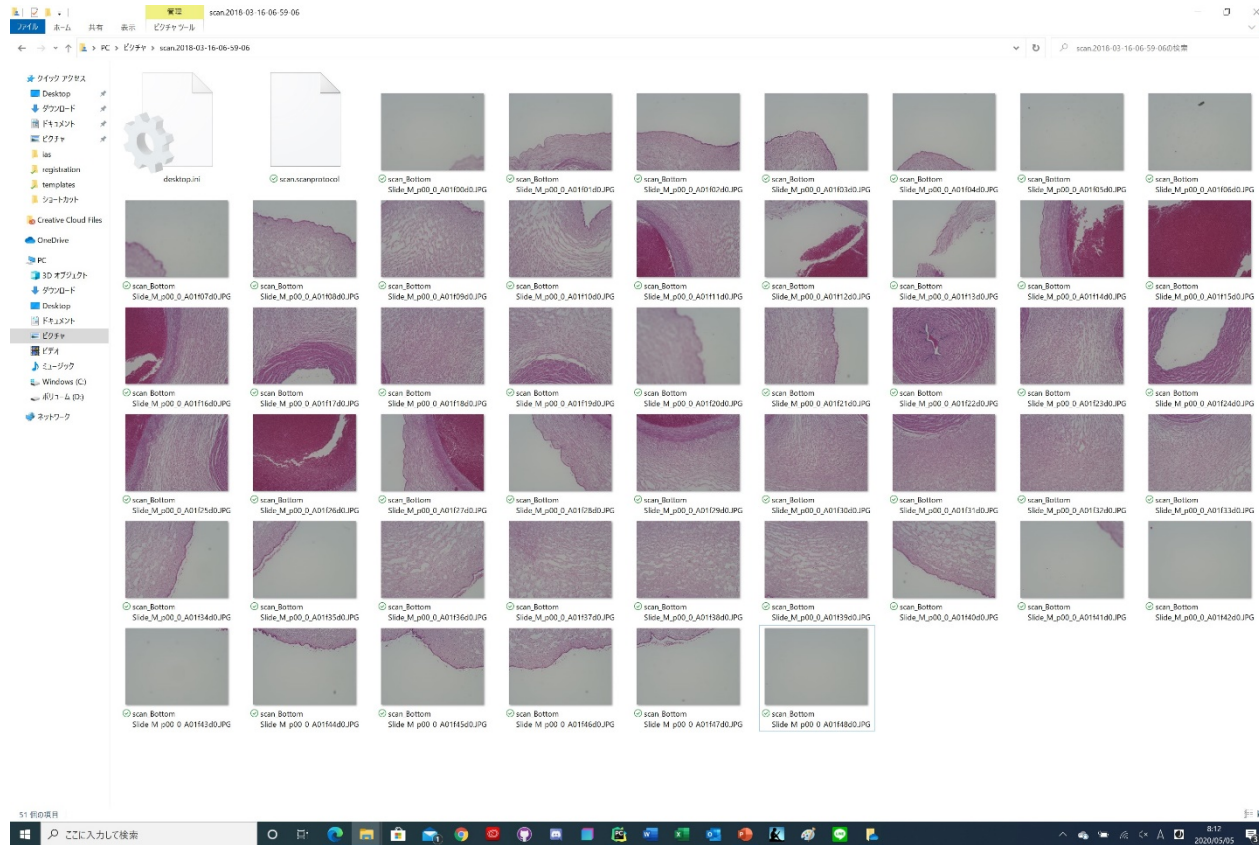 管理
scan.2018-03-16-06-59-06
ファイル
ホーム
共有
表示
ピクチャ ツール
PC > ピクチャ > scan.2018-03-16-06-59-06
scan.2018-03-16-06-59-06の検索
クイック アクセス
Desktop
ダウンロード
ドキュメント
ピクチャ
ias
registration
templates
ショートカット
Creative Cloud Files
OneDrive
PC
3D オブジェクト
ダウンロード
Desktop
ドキュメント
ピクチャ
ビデオ
ミュージック
Windows (C:)
ボリューム (D:)
ネットワーク
desktop.ini
scan.scanprotocol
scan_Bottom
Slide_M_p00_0_A01f00d0.JPG
scan_Bottom
Slide_M_p00_0_A01f01d0.JPG
scan_Bottom
Slide_M_p00_0_A01f02d0.JPG
scan_Bottom
Slide_M_p00_0_A01f03d0.JPG
scan_Bottom
Slide_M_p00_0_A01f04d0.JPG
scan_Bottom
Slide_M_p00_0_A01f05d0.JPG
scan_Bottom
Slide_M_p00_0_A01f06d0.JPG
scan_Bottom
Slide_M_p00_0_A01f07d0.JPG
scan_Bottom
Slide_M_p00_0_A01f08d0.JPG
scan_Bottom
Slide_M_p00_0_A01f09d0.JPG
scan_Bottom
Slide_M_p00_0_A01f10d0.JPG
scan_Bottom
Slide_M_p00_0_A01f11d0.JPG
scan_Bottom
Slide_M_p00_0_A01f12d0.JPG
scan_Bottom
Slide_M_p00_0_A01f13d0.JPG
scan_Bottom
Slide_M_p00_0_A01f14d0.JPG
scan_Bottom
Slide_M_p00_0_A01f15d0.JPG
scan_Bottom
Slide_M_p00_0_A01f16d0.JPG
scan_Bottom
Slide_M_p00_0_A01f17d0.JPG
scan_Bottom
Slide_M_p00_0_A01f18d0.JPG
scan_Bottom
Slide_M_p00_0_A01f19d0.JPG
scan_Bottom
Slide_M_p00_0_A01f20d0.JPG
scan_Bottom
Slide_M_p00_0_A01f21d0.JPG
scan_Bottom
Slide_M_p00_0_A01f22d0.JPG
scan_Bottom
Slide_M_p00_0_A01f23d0.JPG
scan_Bottom
Slide_M_p00_0_A01f24d0.JPG
scan_Bottom
Slide_M_p00_0_A01f25d0.JPG
scan_Bottom
Slide_M_p00_0_A01f26d0.JPG
scan_Bottom
Slide_M_p00_0_A01f27d0.JPG
scan_Bottom
Slide_M_p00_0_A01f28d0.JPG
scan_Bottom
Slide_M_p00_0_A01f29d0.JPG
scan_Bottom
Slide_M_p00_0_A01f30d0.JPG
scan_Bottom
Slide_M_p00_0_A01f31d0.JPG
scan_Bottom
Slide_M_p00_0_A01f32d0.JPG
scan_Bottom
Slide_M_p00_0_A01f33d0.JPG
scan_Bottom
Slide_M_p00_0_A01f34d0.JPG
scan_Bottom
Slide_M_p00_0_A01f35d0.JPG
scan_Bottom
Slide_M_p00_0_A01f36d0.JPG
scan_Bottom
Slide_M_p00_0_A01f37d0.JPG
scan_Bottom
Slide_M_p00_0_A01f38d0.JPG
scan_Bottom
Slide_M_p00_0_A01f39d0.JPG
scan_Bottom
Slide_M_p00_0_A01f40d0.JPG
scan_Bottom
Slide_M_p00_0_A01f41d0.JPG
scan_Bottom
Slide_M_p00_0_A01f42d0.JPG
scan_Bottom
Slide_M_p00_0_A01f43d0.JPG
scan_Bottom
Slide_M_p00_0_A01f44d0.JPG
scan_Bottom
Slide_M_p00_0_A01f45d0.JPG
scan_Bottom
Slide_M_p00_0_A01f46d0.JPG
scan_Bottom
Slide_M_p00_0_A01f47d0.JPG
scan_Bottom
Slide_M_p00_0_A01f48d0.JPG
51 個の項目
ここに入力して検索
A
8:12
2020/05/05